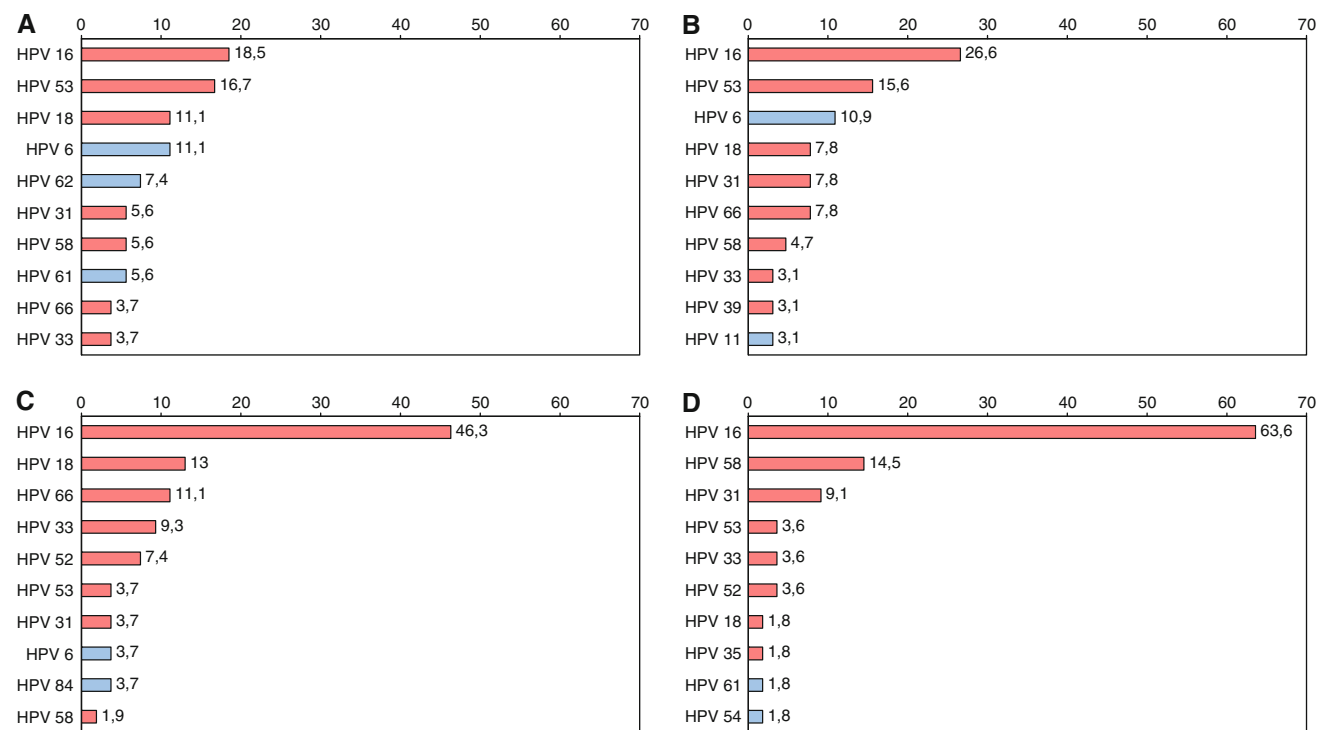 A 0 10 20 30 40 50 60 70
HPV 16 18,5
HPV 53 16,7
HPV 18 11,1
HPV 6 11,1
HPV 62 7,4
HPV 31 5,6
HPV 58 5,6
HPV 61 5,6
HPV 66 3,7
HPV 33 3,7
B 0 10 20 30 40 50 60 70
HPV 16 26,6
HPV 53 15,6
HPV 6 10,9
HPV 18 7,8
HPV 31 7,8
HPV 66 7,8
HPV 58 4,7
HPV 33 3,1
HPV 39 3,1
HPV 11 3,1
C 0 10 20 30 40 50 60 70
HPV 16 46,3
HPV 18 13
HPV 66 11,1
HPV 33 9,3
HPV 52 7,4
HPV 53 3,7
HPV 31 3,7
HPV 6 3,7
HPV 84 3,7
HPV 58 1,9
D 0 10 20 30 40 50 60 70
HPV 16 63,6
HPV 58 14,5
HPV 31 9,1
HPV 53 3,6
HPV 33 3,6
HPV 52 3,6
HPV 18 1,8
HPV 35 1,8
HPV 61 1,8
HPV 54 1,8